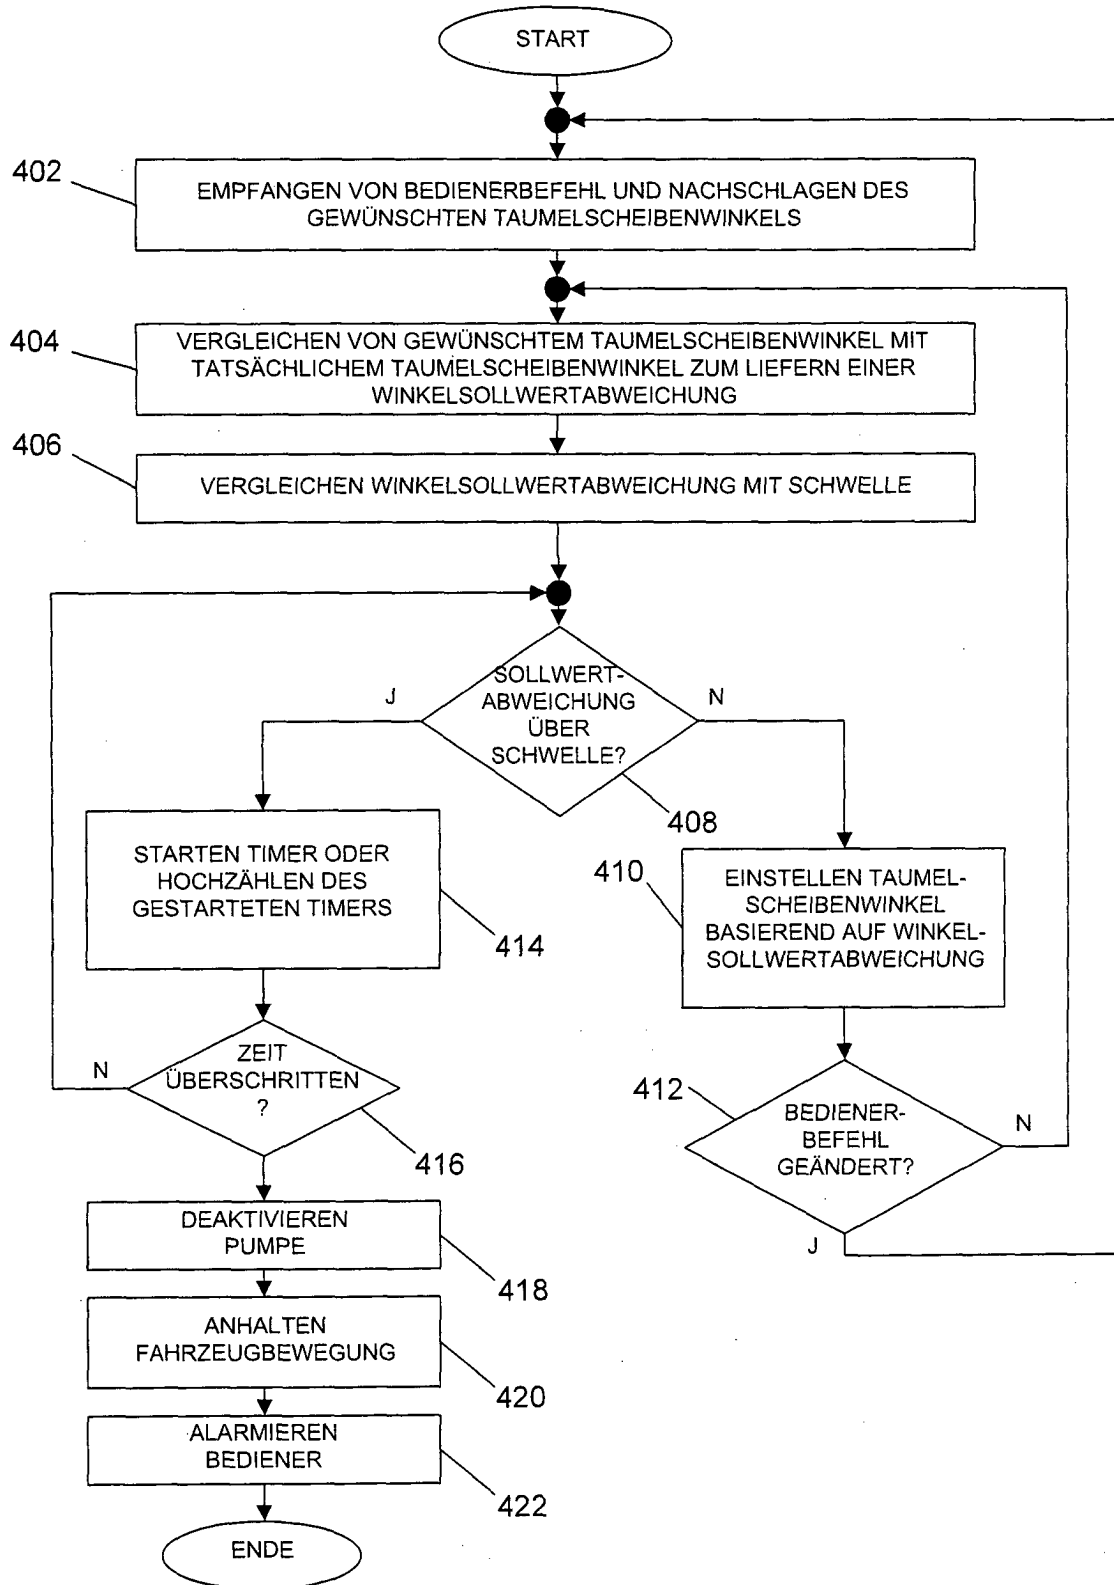 START
402
EMPFANGEN VON BEDIENERBEFEHL UND NACHSCHLAGEN DES
GEWÜNSCHTEN TAUMELSCHEIBENWINKELS
404
VERGLEICHEN VON GEWÜNSCHTEM TAUMELSCHEIBENWINKEL MIT
TATSÄCHLICHEM TAUMELSCHEIBENWINKEL ZUM LIEFERN EINER
WINKELSOLLWERTABWEICHUNG
406
VERGLEICHEN WINKELSOLLWERTABWEICHUNG MIT SCHWELLE
J
SOLLWERT-
ABWEICHUNG
ÜBER
SCHWELLE?
N
408
STARTEN TIMER ODER
HOCHZÄHLEN DES
GESTARTETEN TIMERS
414
410
EINSTELLEN TAUMEL-
SCHEIBENWINKEL
BASIEREND AUF WINKEL-
SOLLWERTABWEICHUNG
N
ZEIT
ÜBERSCHRITTEN
?
416
412
BEDIENER-
BEFEHL
GEÄNDERT?
N
J
DEAKTIVIEREN
PUMPE
418
ANHALTEN
FAHRZEUGBEWEGUNG
420
ALARMIEREN
BEDIENER
422
ENDE